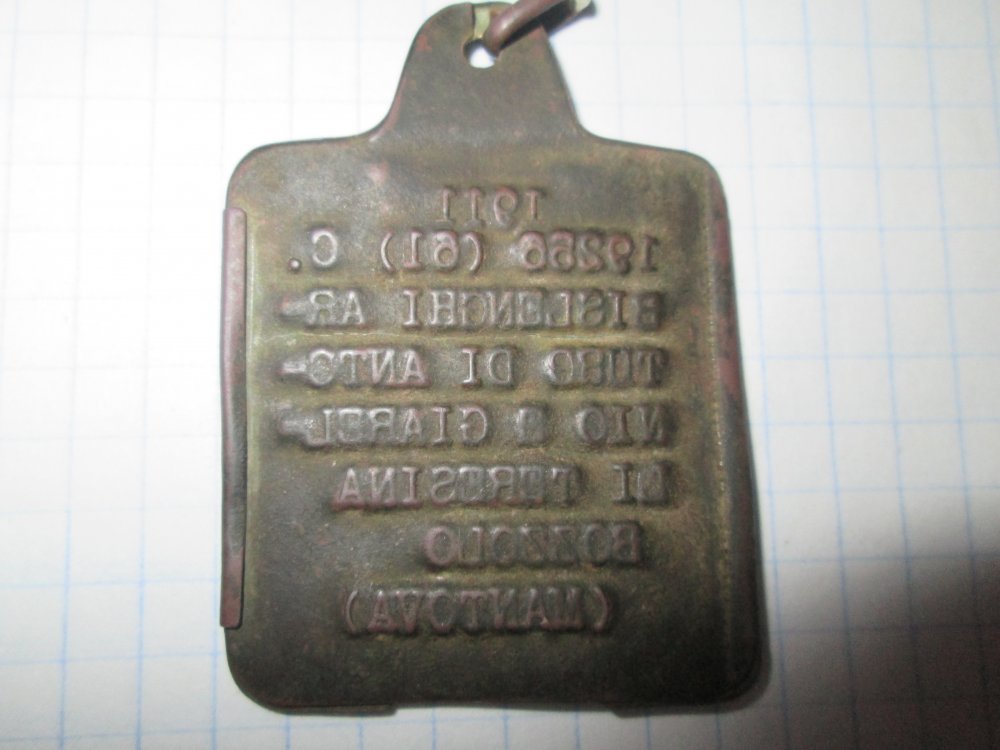 1911
19256 (61) C.
BISLENGHI AR-
TURO DI ANTO-
NIO E GIAREL-
LI TERESINA
BOZZOLO
(MANTOVA)